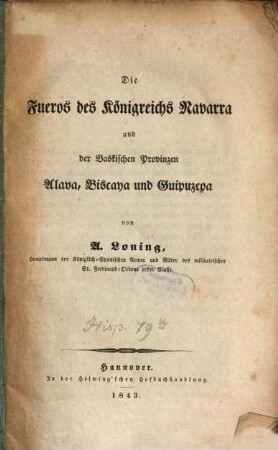 Die
Fueros des Königreichs Navarra
und
der Baskischen Provinzen
Alava, Biscaya und Guipuzcoa
von
A. Loning,
Hauptmann der Königlich-Spanischen Armee und Ritter des militairischen
St. Ferdinand-Ordens erster Classe.
Hisp. 79
Hannover.
In der Helwing'schen Hofbuchhandlung.
1843.